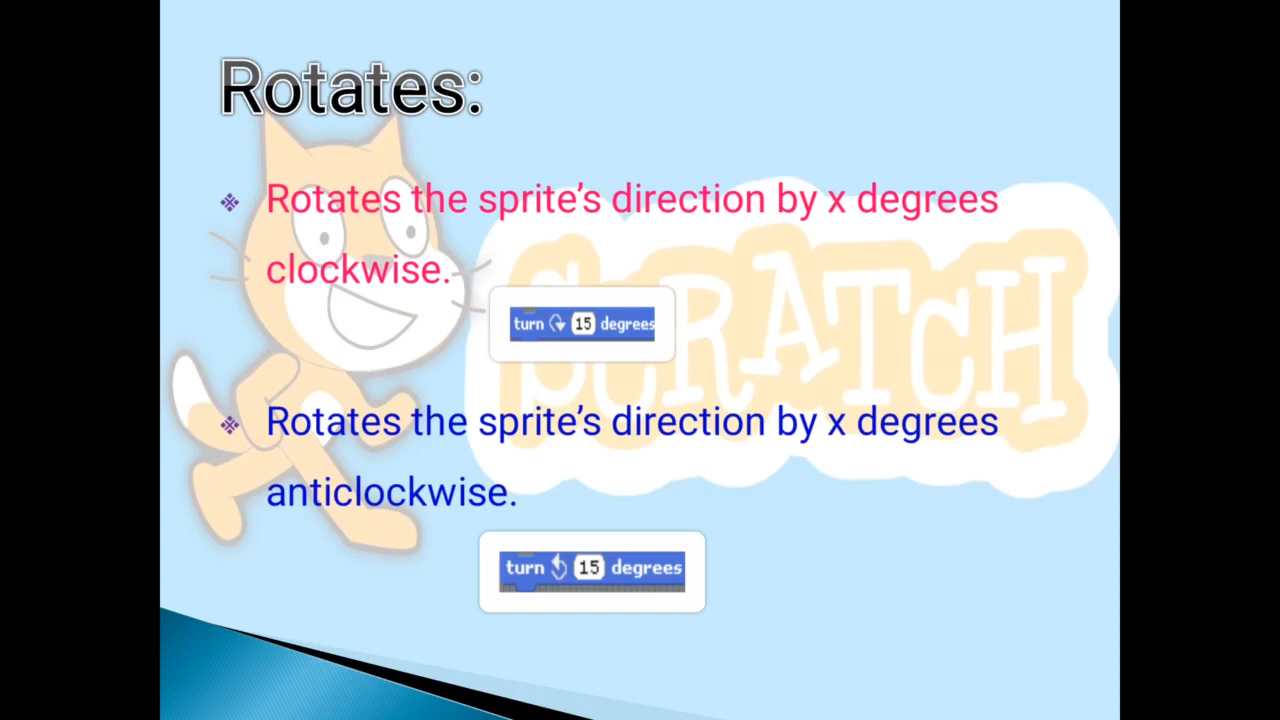 Rotates:
Rotates the sprite’s direction by x degrees
clockwise.
SCRATCH
turn 15 degrees
Rotates the sprite’s direction by x degrees
anticlockwise.
turn 15 degrees